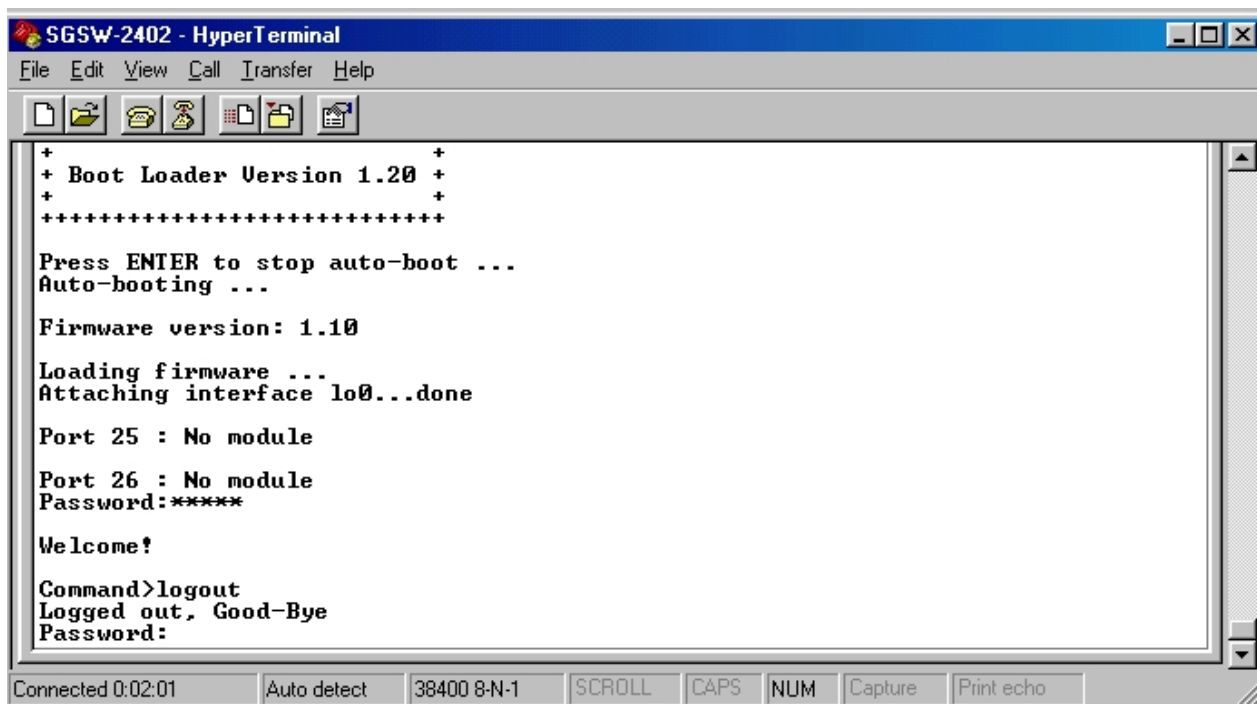 SGSW-2402 - HyperTerminal
File Edit View Call Transfer Help
+ +
+ Boot Loader Version 1.20 +
+ +
++++++++++++++++++++++++++++
Press ENTER to stop auto-boot ...
Auto-booting ...
Firmware version: 1.10
Loading firmware ...
Attaching interface lo0...done
Port 25 : No module
Port 26 : No module
Password:*****
Welcome!
Command>logout
Logged out, Good-Bye
Password:
Connected 0:02:01 Auto detect 38400 8-N-1 SCROLL CAPS NUM Capture Print echo